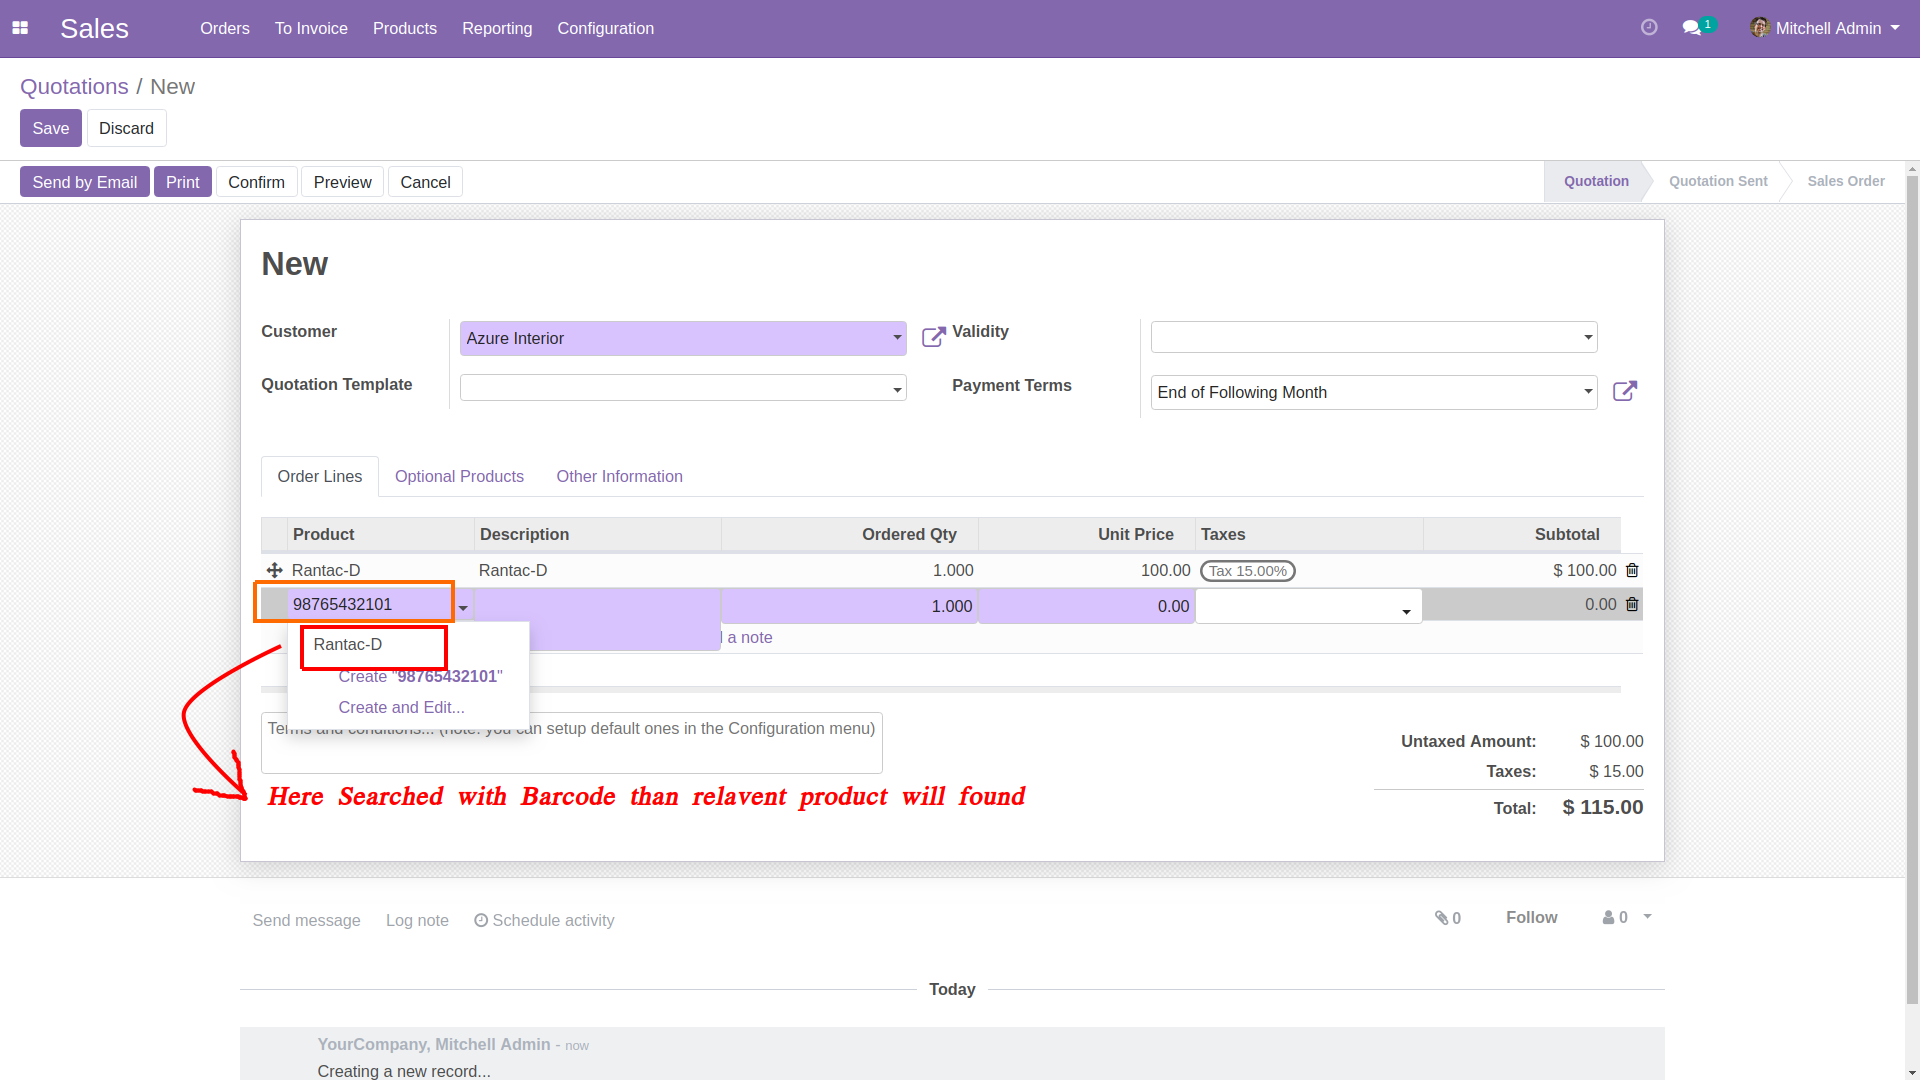 Sales Orders To Invoice Products Reporting Configuration 1 Mitchell Admin
Quotations / New
Save Discard
Send by Email Print Confirm Preview Cancel Quotation Quotation Sent Sales Order
New
Customer Azure Interior Validity
Quotation Template Payment Terms End of Following Month
Order Lines Optional Products Other Information
Product Description Ordered Qty Unit Price Taxes Subtotal
Rantac-D Rantac-D 1.000 100.00 Tax 15.00% $ 100.00
98765432101 1.000 0.00 0.00
a note
Rantac-D
Create "98765432101"
Create and Edit...
Terms and conditions... (note: you can setup default ones in the Configuration menu)
Untaxed Amount: $ 100.00
Taxes: $ 15.00
Total: $ 115.00
Here Searched with Barcode than relavent product will found
Send message Log note Schedule activity 0 Follow 0
Today
YourCompany, Mitchell Admin - now
Creating a new record...